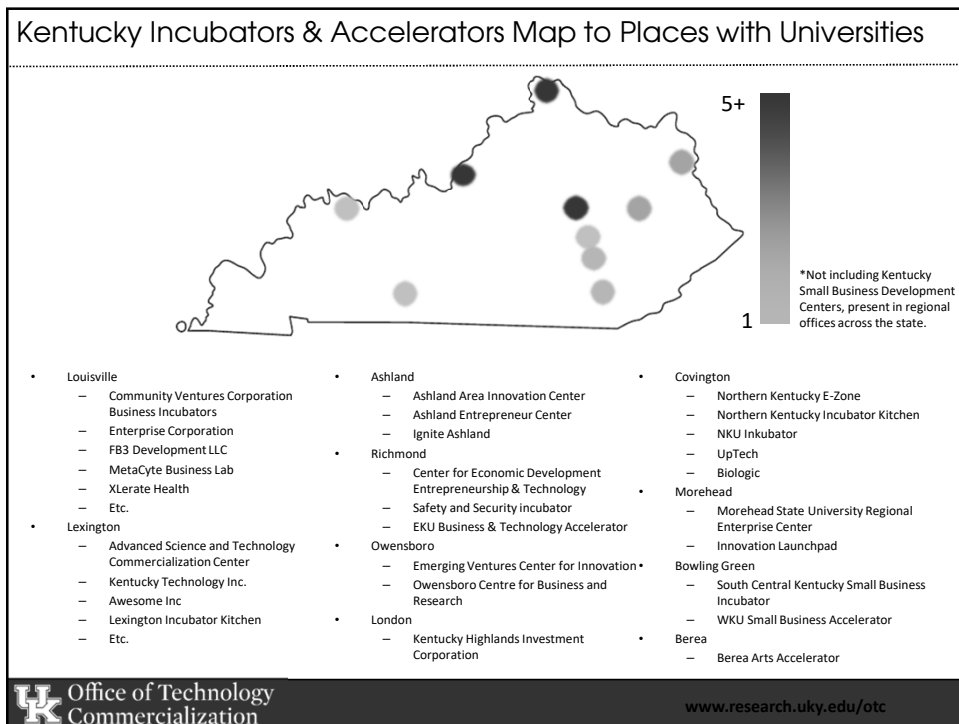 Kentucky Incubators & Accelerators Map to Places with Universities
5+
1
*Not including Kentucky
Small Business Development
Centers, present in regional
offices across the state.
• Louisville
– Community Ventures Corporation
Business Incubators
– Enterprise Corporation
– FB3 Development LLC
– MetaCyte Business Lab
– XLerate Health
– Etc.
• Lexington
– Advanced Science and Technology
Commercialization Center
– Kentucky Technology Inc.
– Awesome Inc
– Lexington Incubator Kitchen
– Etc.
• Ashland
– Ashland Area Innovation Center
– Ashland Entrepreneur Center
– Ignite Ashland
• Richmond
– Center for Economic Development
Entrepreneurship & Technology
– Safety and Security incubator
– EKU Business & Technology Accelerator
• Owensboro
– Emerging Ventures Center for Innovation
– Owensboro Centre for Business and
Research
• London
– Kentucky Highlands Investment
Corporation
• Covington
– Northern Kentucky E-Zone
– Northern Kentucky Incubator Kitchen
– NKU Inkubator
– UpTech
– Biologic
• Morehead
– Morehead State University Regional
Enterprise Center
– Innovation Launchpad
• Bowling Green
– South Central Kentucky Small Business
Incubator
– WKU Small Business Accelerator
• Berea
– Berea Arts Accelerator
UK Office of Technology
Commercialization
www.research.uky.edu/otc